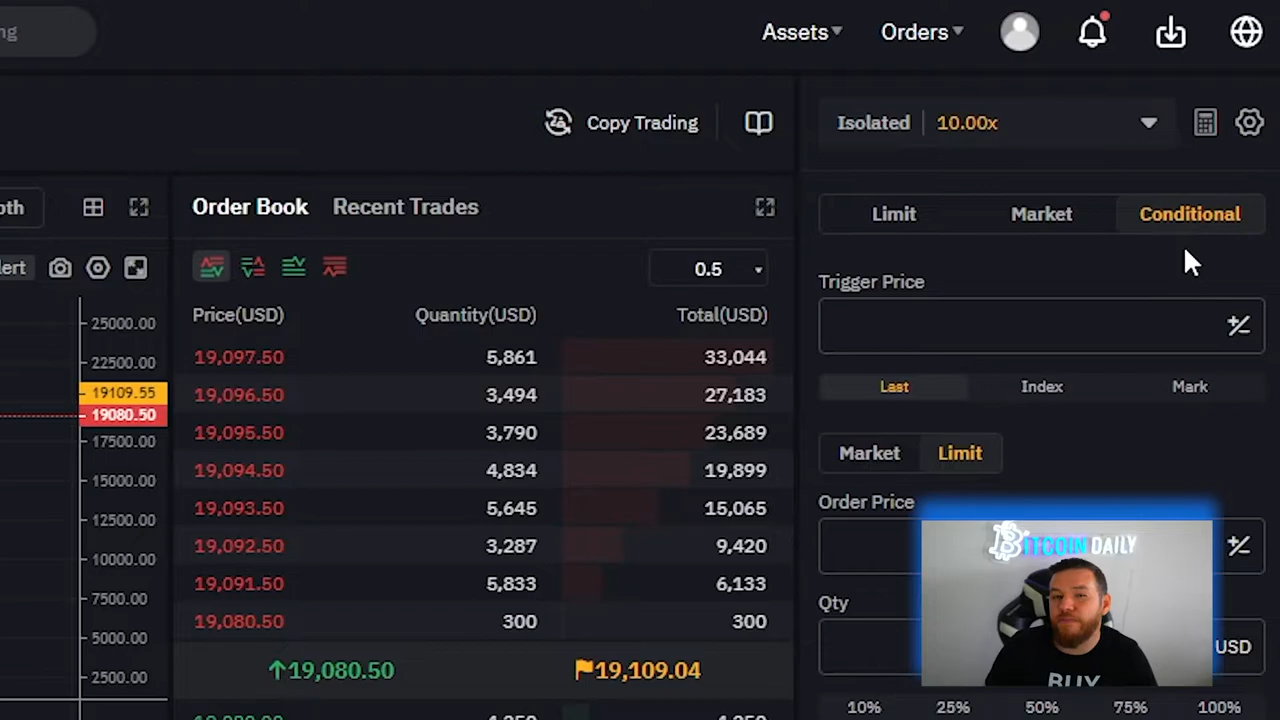 ng
Assets
Orders
Copy Trading
Isolated
10.00x
pth
Order Book
Recent Trades
Limit
Market
Conditional
lert
0.5
Trigger Price
Price(USD)
Quantity(USD)
Total(USD)
25000.00
22500.00
19109.55
19080.50
17500.00
15000.00
12500.00
10000.00
7500.00
5000.00
2500.00
19,097.50 5,861 33,044
19,096.50 3,494 27,183
19,095.50 3,790 23,689
19,094.50 4,834 19,899
19,093.50 5,645 15,065
19,092.50 3,287 9,420
19,091.50 5,833 6,133
19,080.50 300 300
19,080.50
19,109.04
Last
Index
Mark
Market
Limit
Order Price
Qty
USD
BITCOIN DAILY
BUY
10%
25%
50%
75%
100%